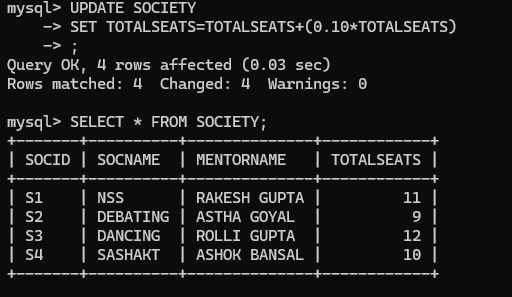 mysql> UPDATE SOCIETY
    -> SET TOTALSEATS=TOTALSEATS+(0.10*TOTALSEATS)
    -> ;
Query OK, 4 rows affected (0.03 sec)
Rows matched: 4  Changed: 4  Warnings: 0

mysql> SELECT * FROM SOCIETY;
+-------+----------+--------------+------------+
| SOCID | SOCNAME  | MENTORNAME   | TOTALSEATS |
+-------+----------+--------------+------------+
| S1    | NSS      | RAKESH GUPTA |         11 |
| S2    | DEBATING | ASTHA GOYAL  |          9 |
| S3    | DANCING  | ROLLI GUPTA  |         12 |
| S4    | SASHAKT  | ASHOK BANSAL |         10 |
+-------+----------+--------------+------------+